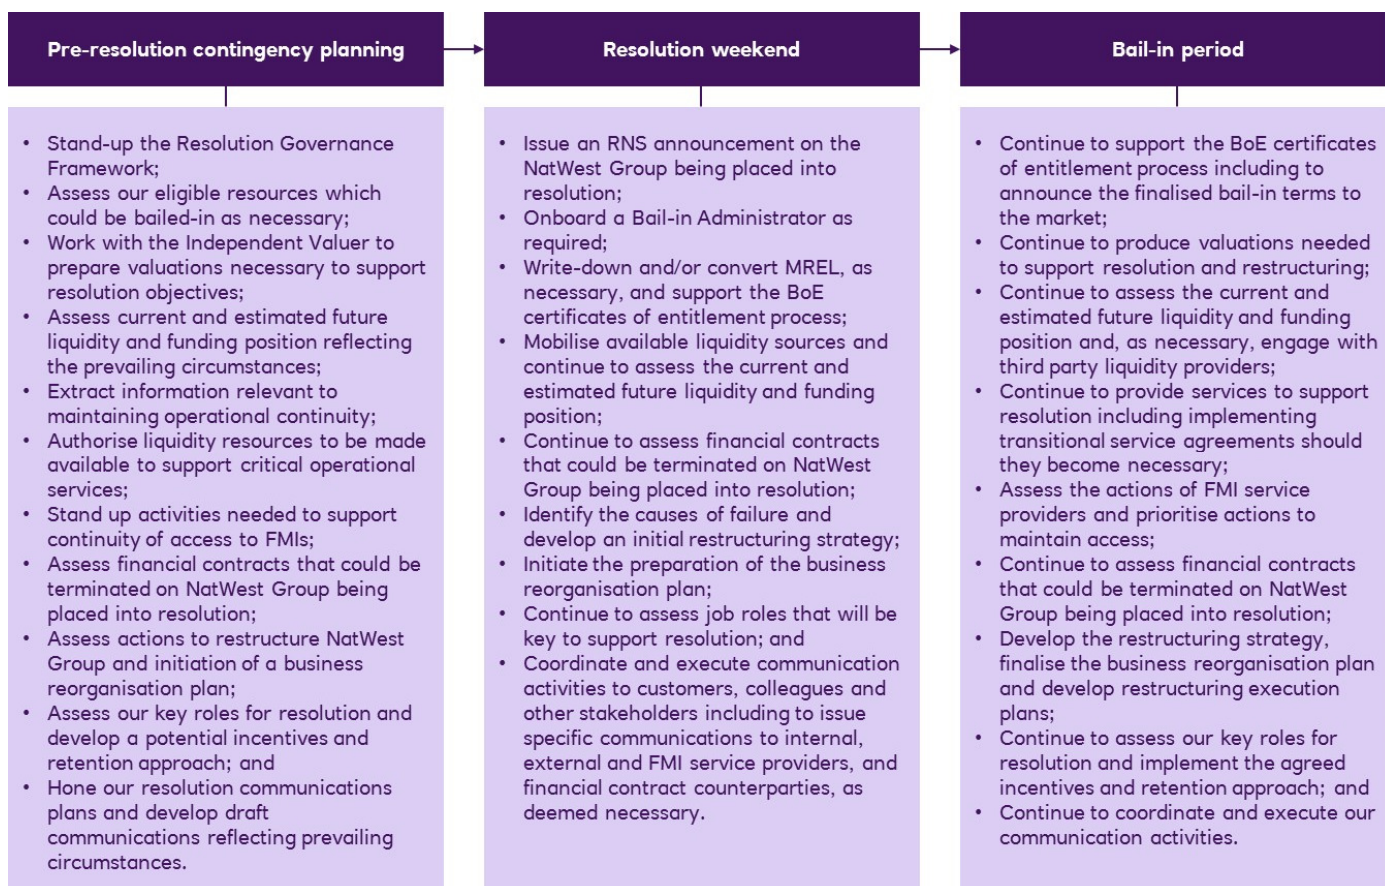 Pre-resolution contingency planning
• Stand-up the Resolution Governance
Framework;
• Assess our eligible resources which
could be bailed-in as necessary;
• Work with the Independent Valuer to
prepare valuations necessary to support
resolution objectives;
• Assess current and estimated future
liquidity and funding position reflecting
the prevailing circumstances;
• Extract information relevant to
maintaining operational continuity;
• Authorise liquidity resources to be made
available to support critical operational
services;
• Stand up activities needed to support
continuity of access to FMIs;
• Assess financial contracts that could be
terminated on NatWest Group being
placed into resolution;
• Assess actions to restructure NatWest
Group and initiation of a business
reorganisation plan;
• Assess our key roles for resolution and
develop a potential incentives and
retention approach; and
• Hone our resolution communications
plans and develop draft
communications reflecting prevailing
circumstances.
Resolution weekend
• Issue an RNS announcement on the
NatWest Group being placed into
resolution;
• Onboard a Bail-in Administrator as
required;
• Write-down and/or convert MREL, as
necessary, and support the BoE
certificates of entitlement process;
• Mobilise available liquidity sources and
continue to assess the current and
estimated future liquidity and funding
position;
• Continue to assess financial contracts
that could be terminated on NatWest
Group being placed into resolution;
• Identify the causes of failure and
develop an initial restructuring strategy;
• Initiate the preparation of the business
reorganisation plan;
• Continue to assess job roles that will be
key to support resolution; and
• Coordinate and execute communication
activities to customers, colleagues and
other stakeholders including to issue
specific communications to internal,
external and FMI service providers, and
financial contract counterparties, as
deemed necessary.
Bail-in period
• Continue to support the BoE certificates
of entitlement process including to
announce the finalised bail-in terms to
the market;
• Continue to produce valuations needed
to support resolution and restructuring;
• Continue to assess the current and
estimated future liquidity and funding
position and, as necessary, engage with
third party liquidity providers;
• Continue to provide services to support
resolution including implementing
transitional service agreements should
they become necessary;
• Assess the actions of FMI service
providers and prioritise actions to
maintain access;
• Continue to assess financial contracts
that could be terminated on NatWest
Group being placed into resolution;
• Develop the restructuring strategy,
finalise the business reorganisation plan
and develop restructuring execution
plans;
• Continue to assess our key roles for
resolution and implement the agreed
incentives and retention approach; and
• Continue to coordinate and execute our
communication activities.